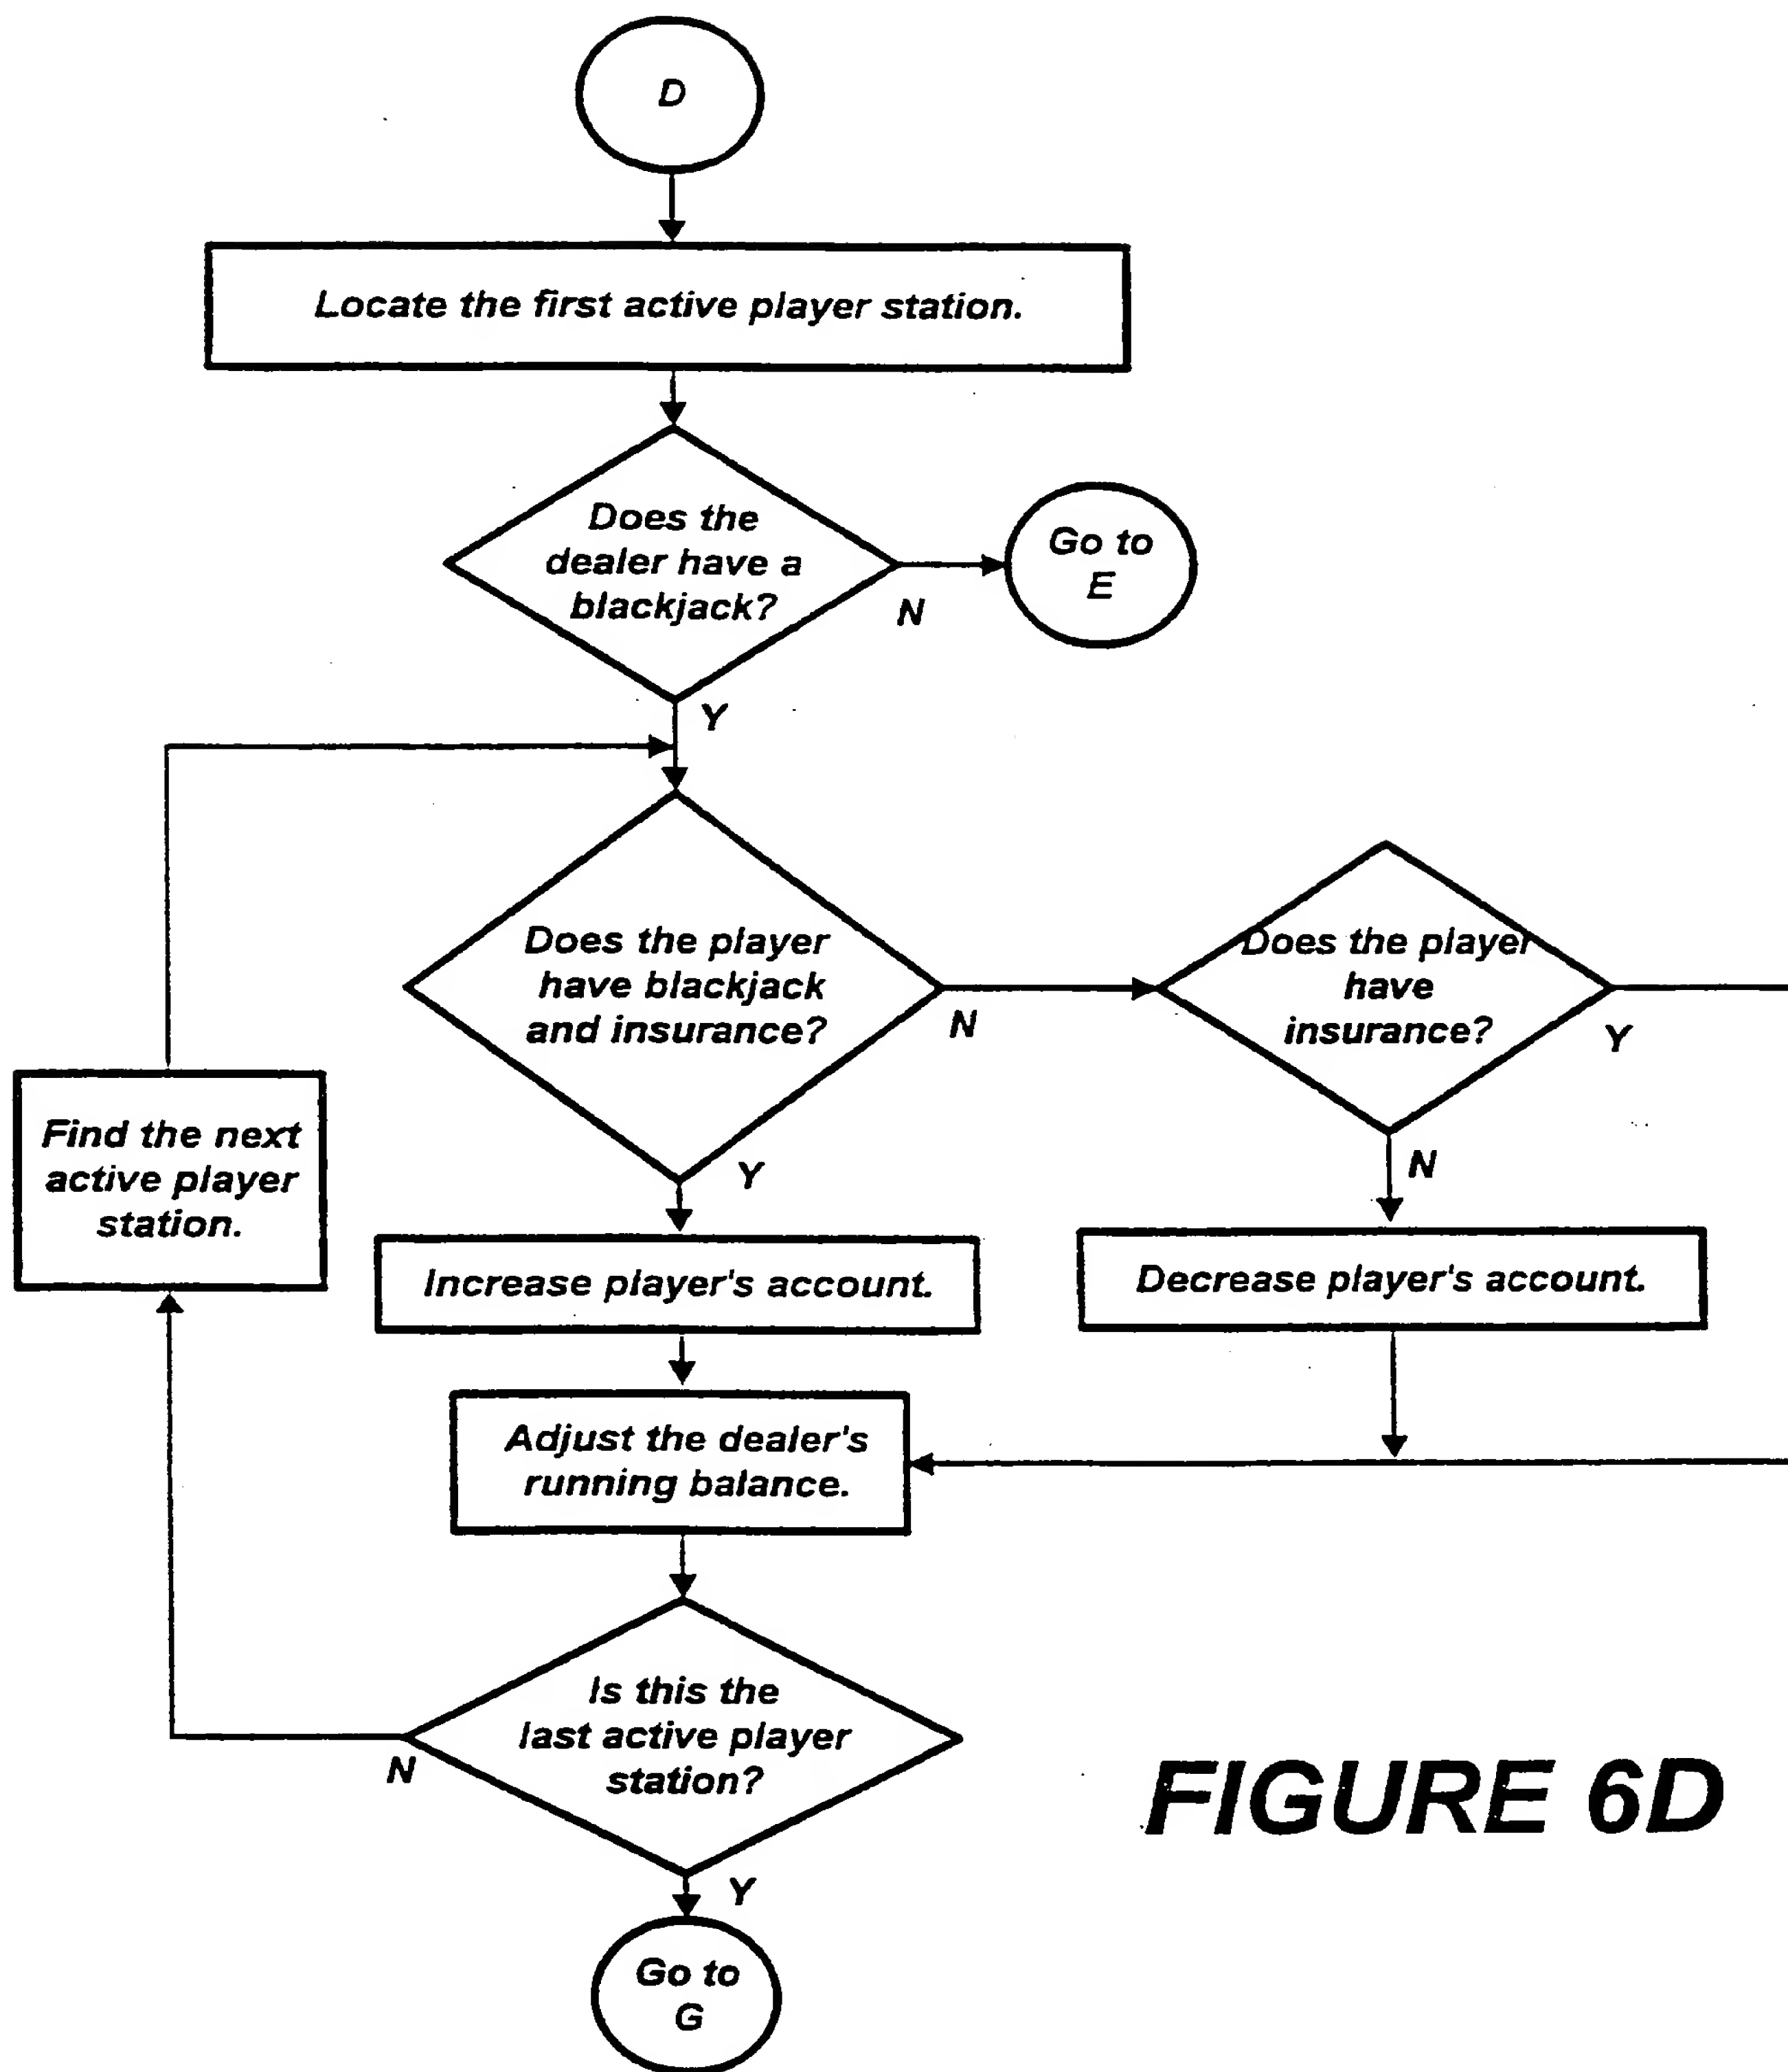 D
Locate the first active player station.
Does the
dealer have a
blackjack?
N
Go to
E
Y
Does the player
have blackjack
and insurance?
N
Y
Does the player
have
insurance?
Y
N
Find the next
active player
station.
Increase player's account.
Decrease player's account.
Adjust the dealer's
running balance.
Is this the
last active player
station?
N
Y
Go to
G
FIGURE 6D